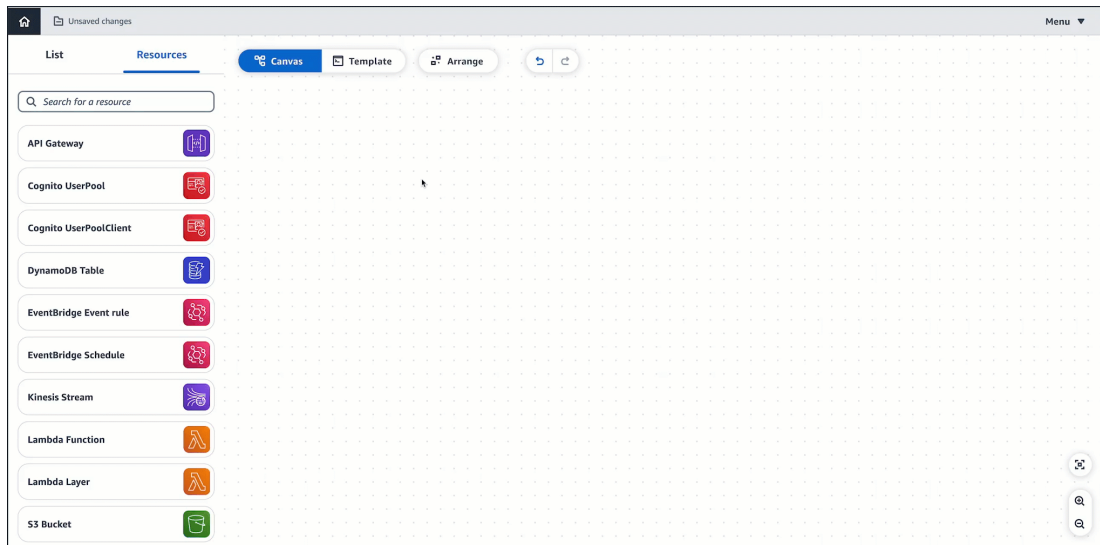 Unsaved changes
Menu
List
Resources
Canvas
Template
Arrange
Search for a resource
API Gateway
Cognito UserPool
Cognito UserPoolClient
DynamoDB Table
EventBridge Event rule
EventBridge Schedule
Kinesis Stream
Lambda Function
Lambda Layer
S3 Bucket